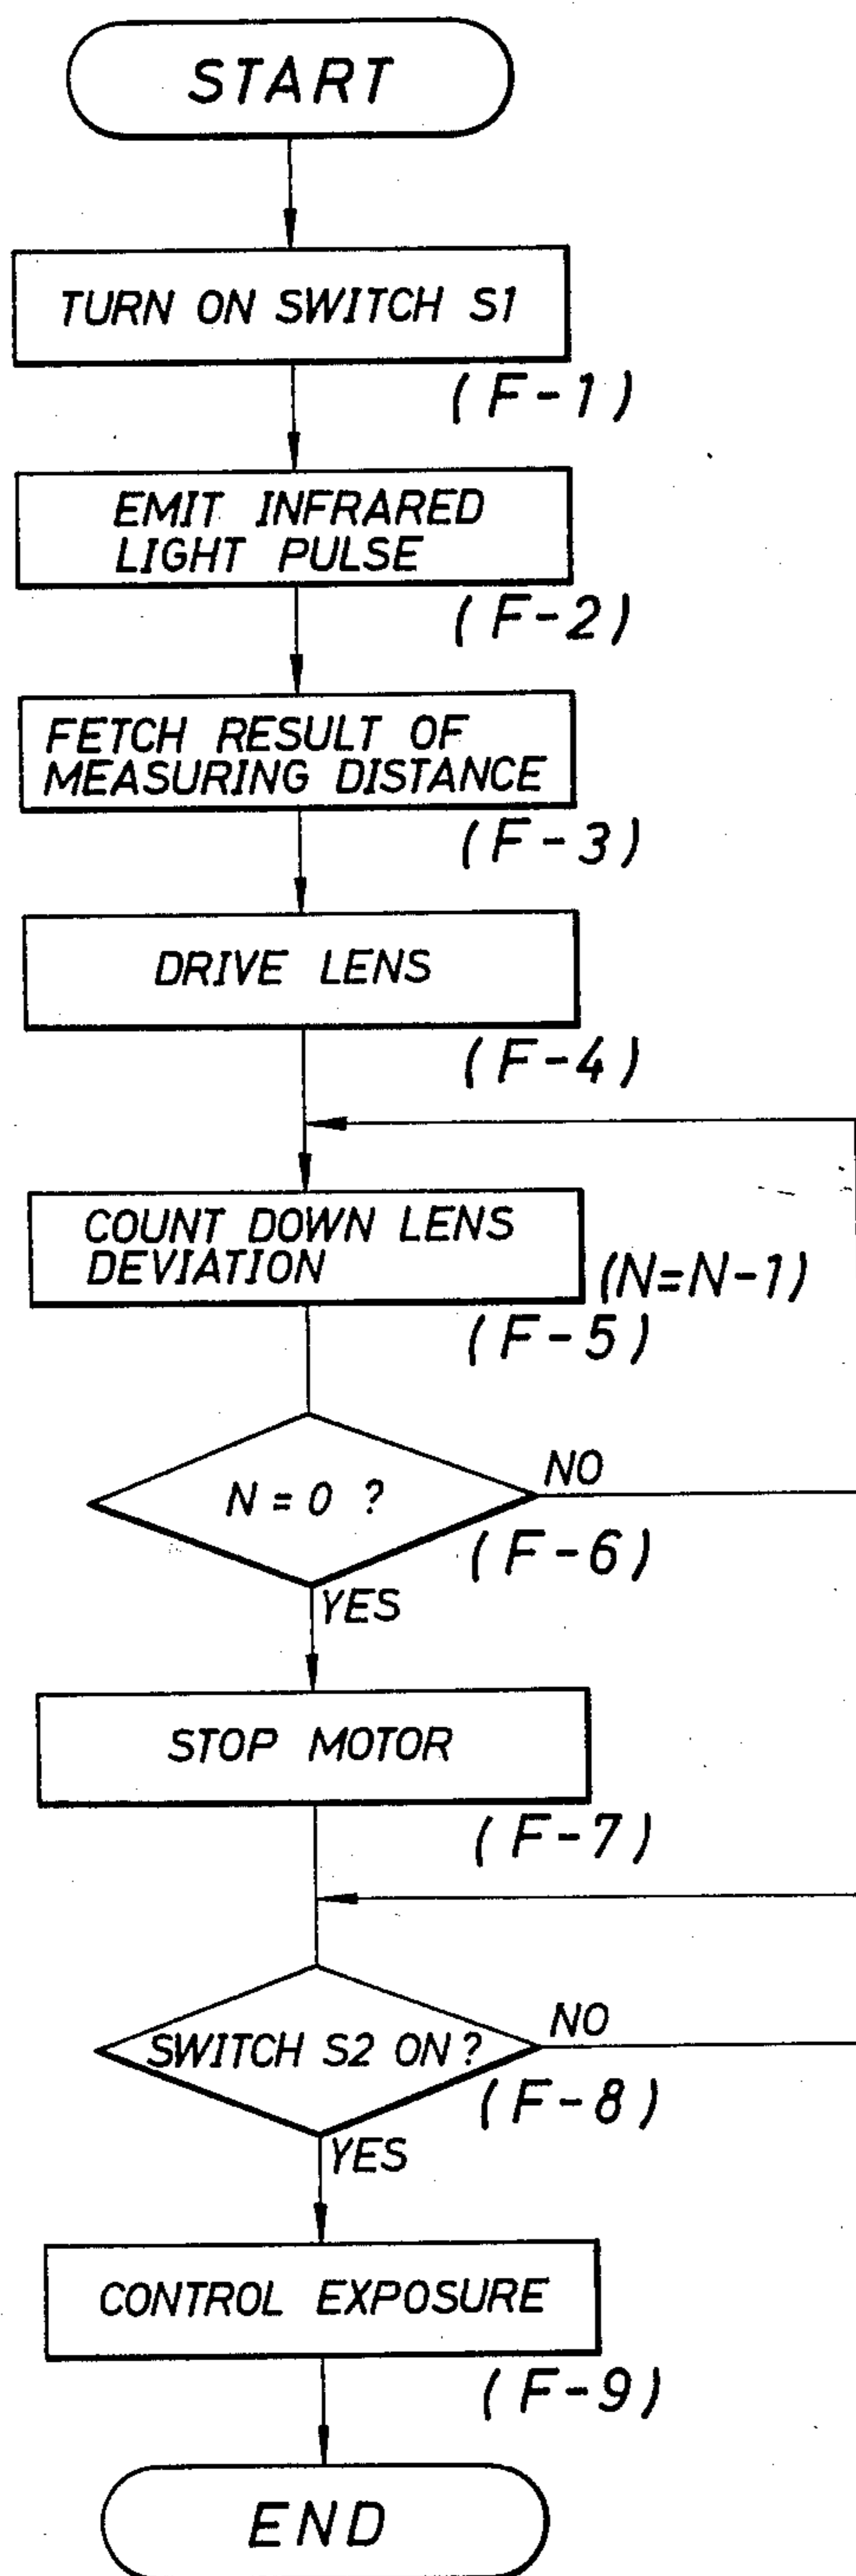 START
TURN ON SWITCH S1
(F-1)
EMIT INFRARED
LIGHT PULSE
(F-2)
FETCH RESULT OF
MEASURING DISTANCE
(F-3)
DRIVE LENS
(F-4)
COUNT DOWN LENS
DEVIATION
(N=N-1)
(F-5)
N=0 ?
NO
(F-6)
YES
STOP MOTOR
(F-7)
SWITCH S2 ON?
NO
(F-8)
YES
CONTROL EXPOSURE
(F-9)
END